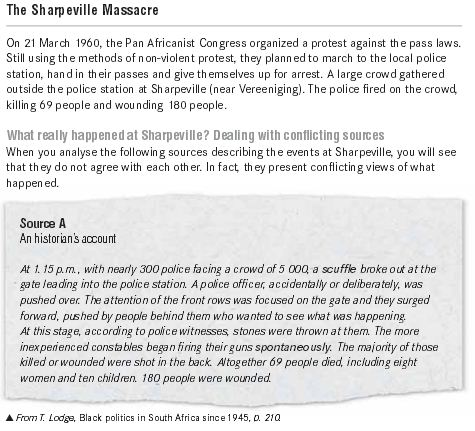 The Sharpeville Massacre
On 21 March 1960, the Pan Africanist Congress organized a protest against the pass laws.
Still using the methods of non-violent protest, they planned to march to the local police
station, hand in their passes and give themselves up for arrest. A large crowd gathered
outside the police station at Sharpeville (near Vereeniging). The police fired on the crowd,
killing 69 people and wounding 180 people.
What really happened at Sharpeville? Dealing with conflicting sources
When you analyse the following sources describing the events at Sharpeville, you will see
that they do not agree with each other. In fact, they present conflicting views of what
happened.
Source A
An historian's account
At 1.15 p.m., with nearly 300 police facing a crowd of 5 000, a scuffle broke out at the
gate leading into the police station. A police officer, accidentally or deliberately, was
pushed over. The attention of the front rows was focused on the gate and they surged
forward, pushed by people behind them who wanted to see what was happening.
At this stage, according to police witnesses, stones were thrown at them. The more
inexperienced constables began firing their guns spontaneously. The majority of those
killed or wounded were shot in the back. Altogether 69 people died, including eight
women and ten children. 180 people were wounded.
▲ From T. Lodge, Black politics in South Africa since 1945, p. 210.